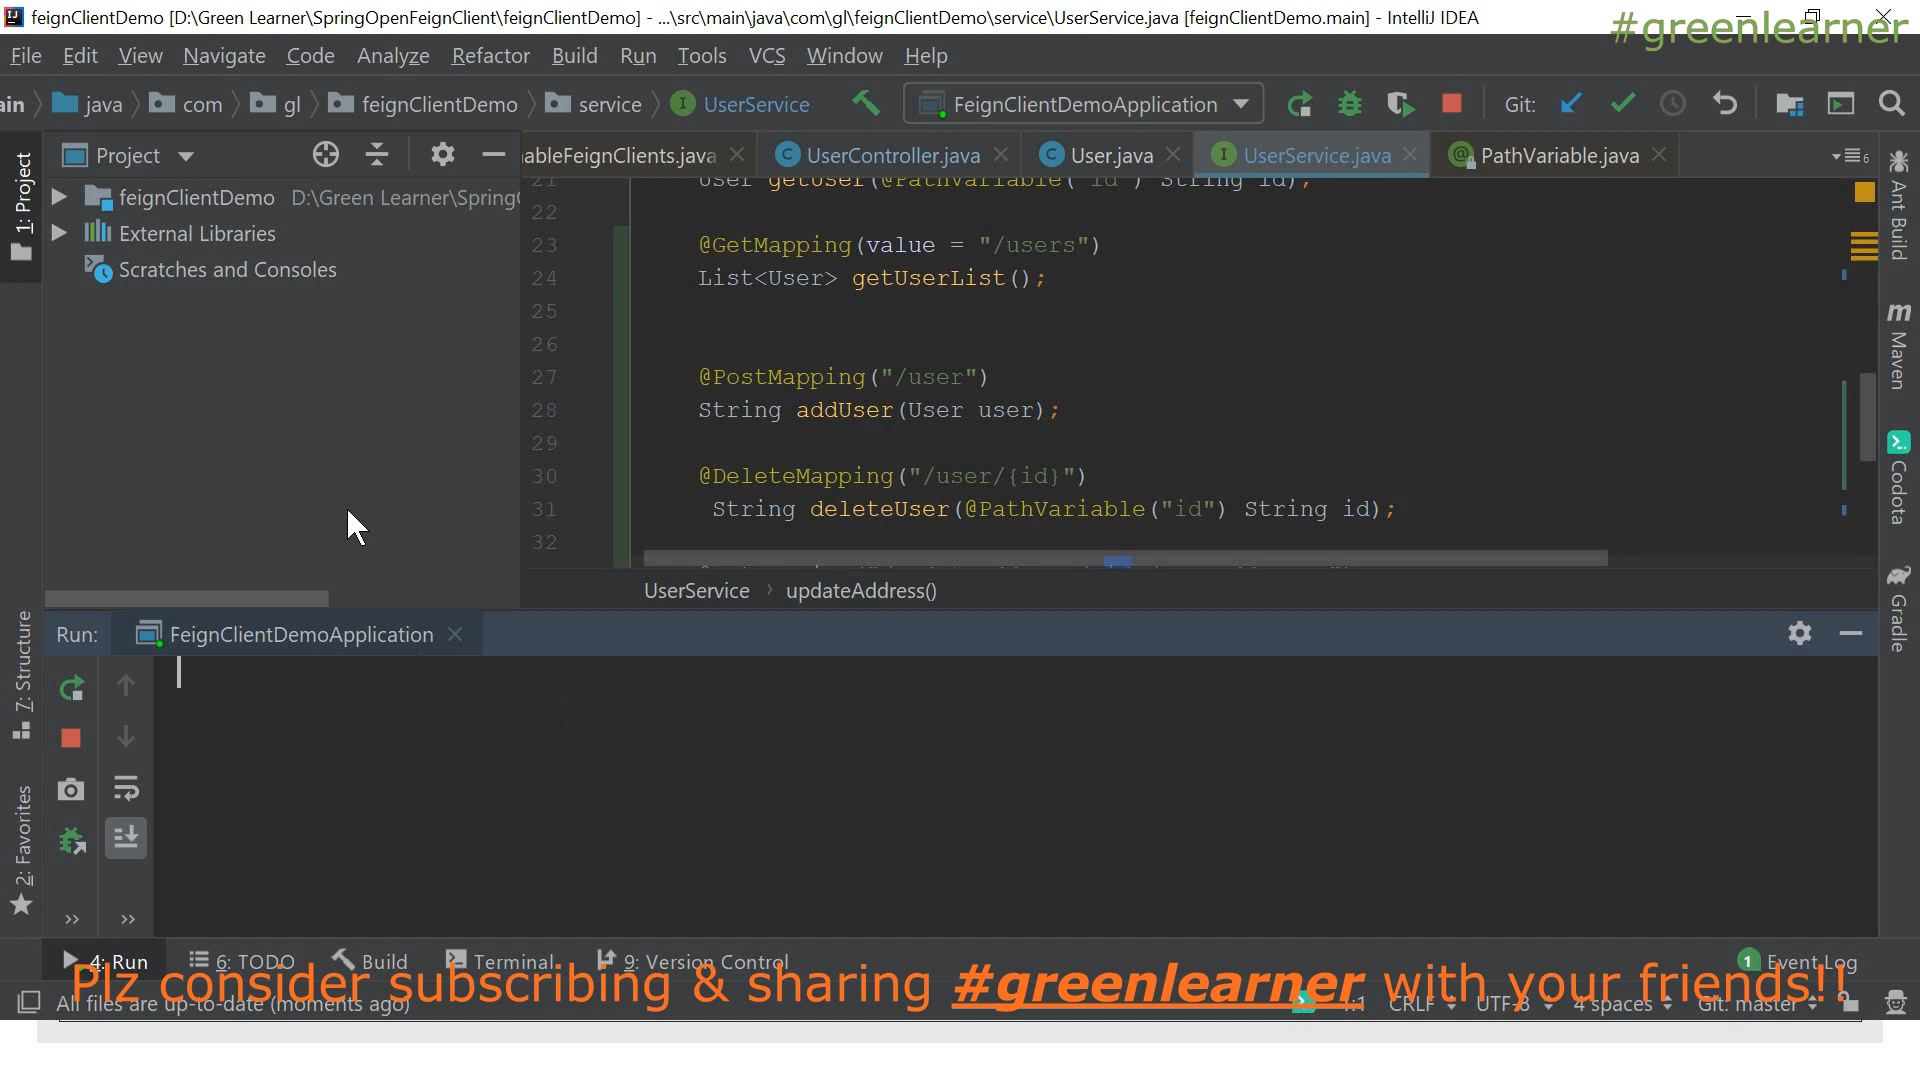 feignClientDemo [D:\Green Learner\SpringOpenFeignClient\feignClientDemo] - ...\src\main\java\com\gl\feignClientDemo\service\UserService.java [feignClientDemo.main] - IntelliJ IDEA
#greenlearner
File Edit View Navigate Code Analyze Refactor Build Run Tools VCS Window Help
ain java com gl feignClientDemo service UserService FeignClientDemoApplication Git:
Project ableFeignClients.java UserController.java User.java UserService.java PathVariable.java 6
1: Project
feignClientDemo D:\Green Learner\Spring
External Libraries
Scratches and Consoles
21 User getUser(@PathVariable("id") String id);
22
23 @GetMapping(value = "/users")
24 List<User> getUserList();
25
26
27 @PostMapping("/user")
28 String addUser(User user);
29
30 @DeleteMapping("/user/{id}")
31 String deleteUser(@PathVariable("id") String id);
32
UserService › updateAddress()
Ant Build
Maven
Codota
Gradle
Run: FeignClientDemoApplication
7: Structure
2: Favorites
4: Run 6: TODO Build Terminal 9: Version Control 1 Event Log
Plz consider subscribing & sharing #greenlearner with your friends!!
All files are up-to-date (moments ago) 1:1 CRLF UTF-8 4 spaces Git: master